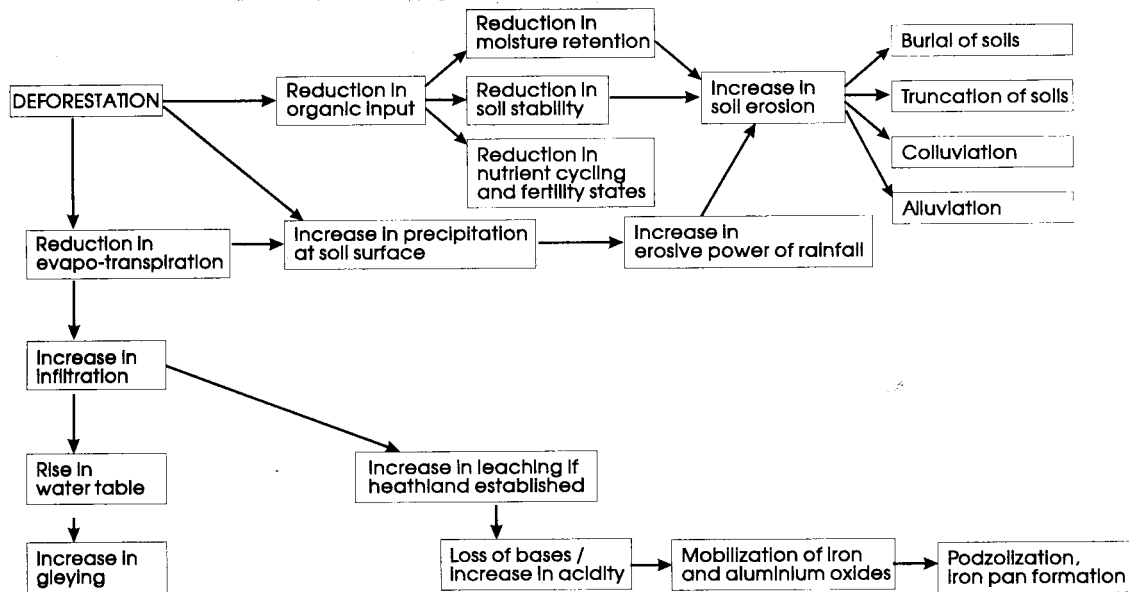 Reduction in
moisture retention
Burial of soils
DEFORESTATION
Reduction in
organic input
Reduction in
soil stability
Increase in
soil erosion
Truncation of soils
Reduction in
nutrient cycling
and fertility states
Colluviation
Alluviation
Reduction in
evapo-transpiration
Increase in precipitation
at soil surface
Increase in
erosive power of rainfall
Increase in
infiltration
Rise in
water table
Increase in leaching if
heathland established
Increase in
gleying
Loss of bases /
increase in acidity
Mobilization of iron
and aluminium oxides
Podzolization,
iron pan formation